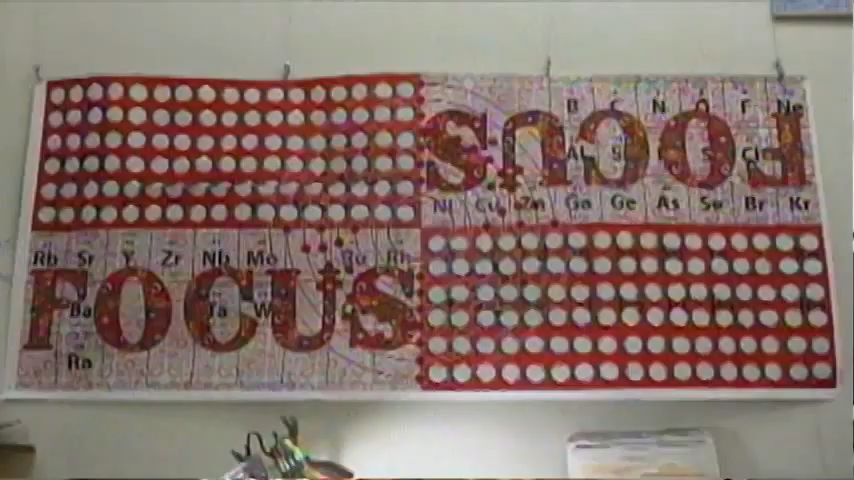 B C N O F Ne
FOCUS
Al S Cl
Ni Cu Zn Ga Ge As Se Br Kr
Rb Sr Y Zr Nb Mo Ru Rh
FOCUS
Ba Ta W
Ra